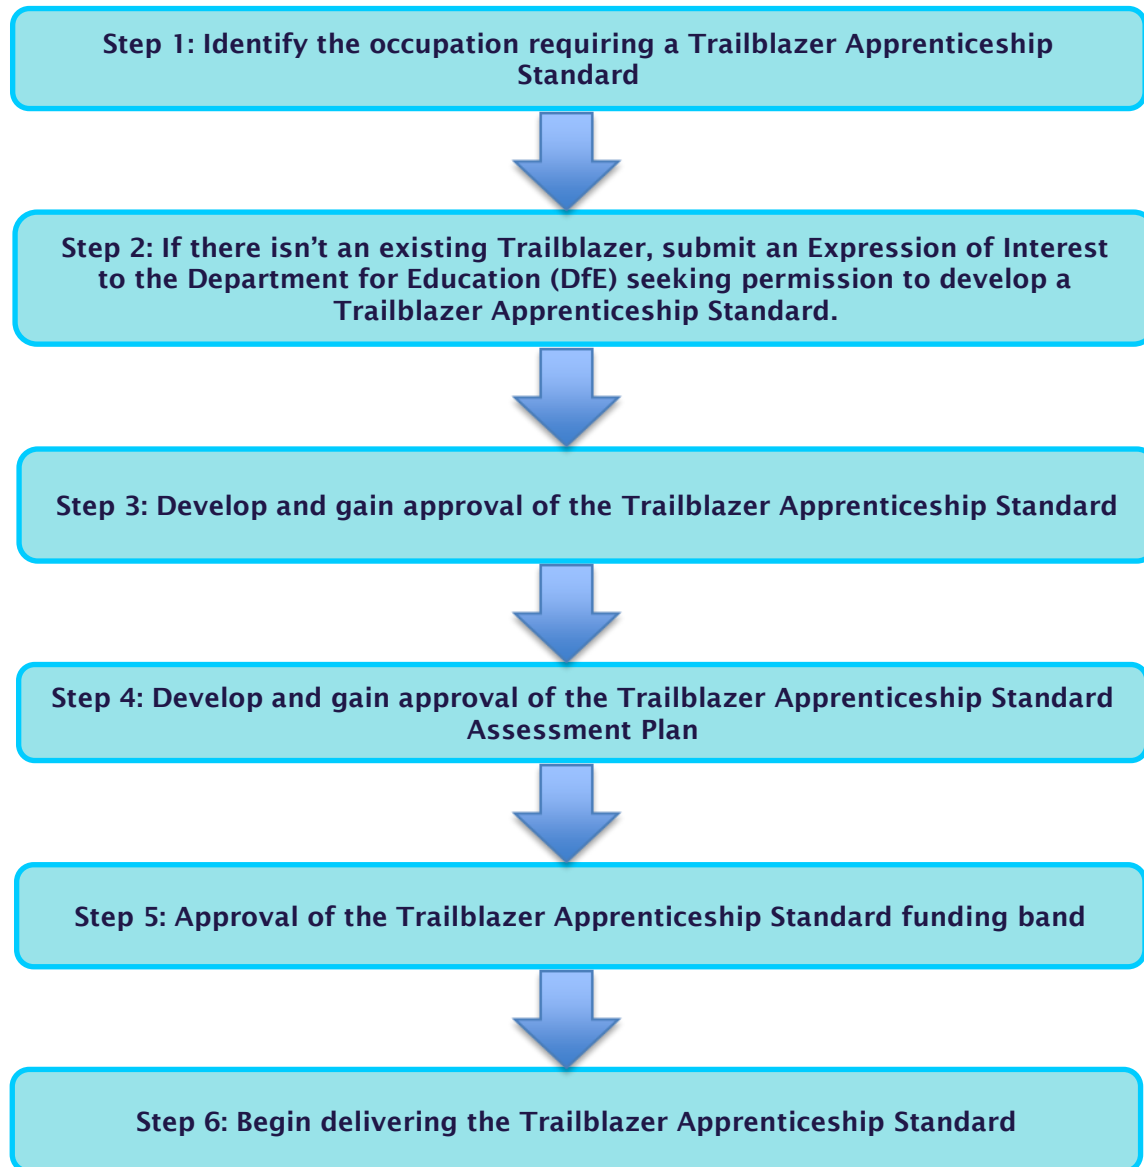 Step 1: Identify the occupation requiring a Trailblazer Apprenticeship
Standard
Step 2: If there isn’t an existing Trailblazer, submit an Expression of Interest
to the Department for Education (DfE) seeking permission to develop a
Trailblazer Apprenticeship Standard.
Step 3: Develop and gain approval of the Trailblazer Apprenticeship Standard
Step 4: Develop and gain approval of the Trailblazer Apprenticeship Standard
Assessment Plan
Step 5: Approval of the Trailblazer Apprenticeship Standard funding band
Step 6: Begin delivering the Trailblazer Apprenticeship Standard